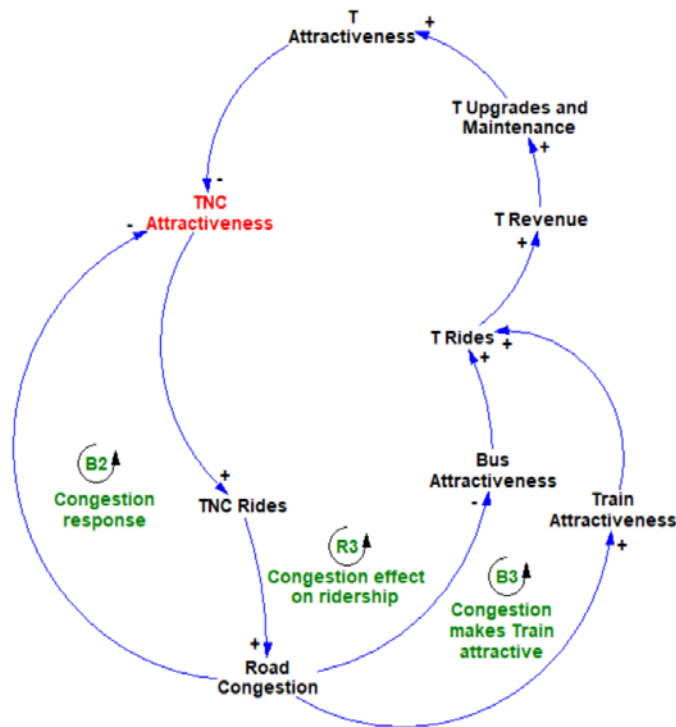 T
Attractiveness
+
T Upgrades and
Maintenance
+
-
TNC
Attractiveness
-
T Revenue
+
T Rides
+
+
B2
Congestion
response
+
TNC Rides
Bus
Attractiveness
-
Train
Attractiveness
+
R3
Congestion effect
on ridership
B3
Congestion
makes Train
attractive
+
Road
Congestion